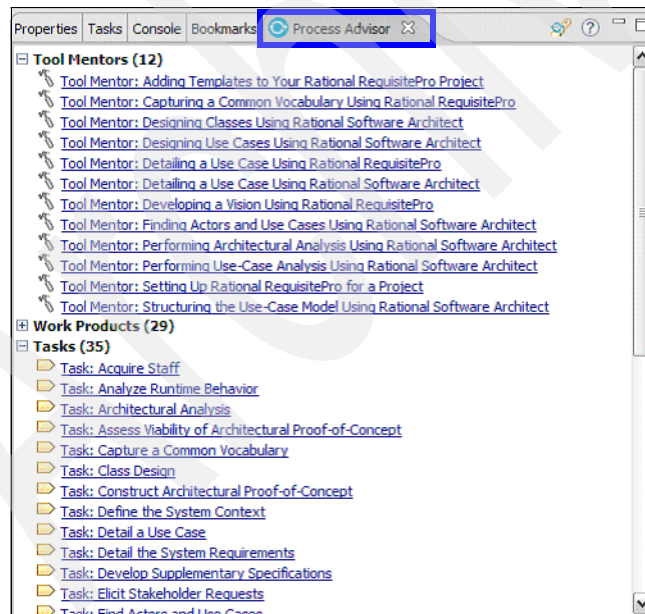 Properties Tasks Console Bookmarks Process Advisor
Tool Mentors (12)
Tool Mentor: Adding Templates to Your Rational RequisitePro Project
Tool Mentor: Capturing a Common Vocabulary Using Rational RequisitePro
Tool Mentor: Designing Classes Using Rational Software Architect
Tool Mentor: Designing Use Cases Using Rational Software Architect
Tool Mentor: Detailing a Use Case Using Rational RequisitePro
Tool Mentor: Detailing a Use Case Using Rational Software Architect
Tool Mentor: Developing a Vision Using Rational RequisitePro
Tool Mentor: Finding Actors and Use Cases Using Rational Software Architect
Tool Mentor: Performing Architectural Analysis Using Rational Software Architect
Tool Mentor: Performing Use-Case Analysis Using Rational Software Architect
Tool Mentor: Setting Up Rational RequisitePro for a Project
Tool Mentor: Structuring the Use-Case Model Using Rational Software Architect
Work Products (29)
Tasks (35)
Task: Acquire Staff
Task: Analyze Runtime Behavior
Task: Architectural Analysis
Task: Assess Viability of Architectural Proof-of-Concept
Task: Capture a Common Vocabulary
Task: Class Design
Task: Construct Architectural Proof-of-Concept
Task: Define the System Context
Task: Detail a Use Case
Task: Detail the System Requirements
Task: Develop Supplementary Specifications
Task: Elicit Stakeholder Requests
Task: Find Actors and Use Cases